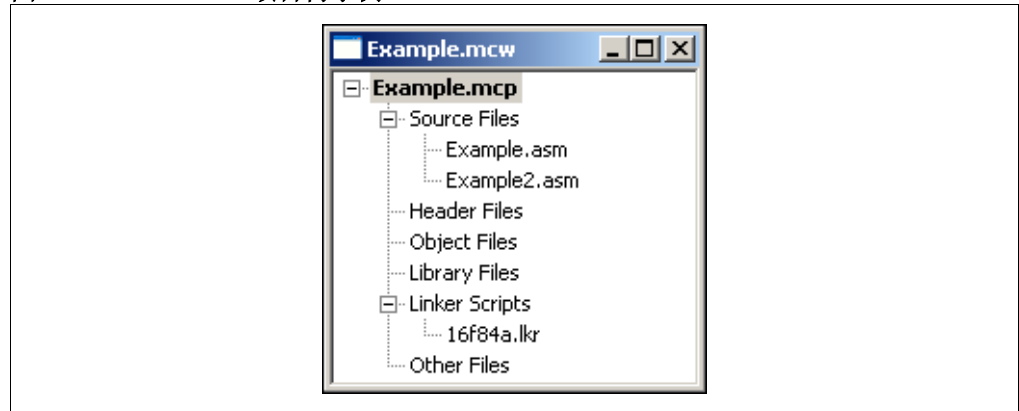 Example.mcw
Example.mcp
Source Files
Example.asm
Example2.asm
Header Files
Object Files
Library Files
Linker Scripts
16f84a.lkr
Other Files